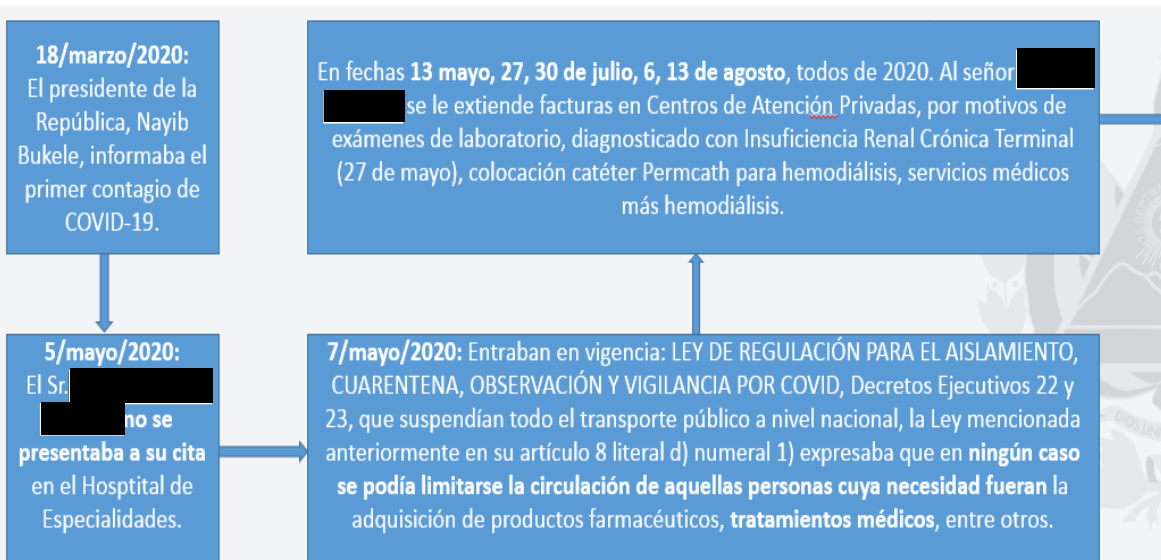 18/marzo/2020:
El presidente de la
República, Nayib
Bukele, informaba el
primer contagio de
COVID-19.
5/mayo/2020:
El Sr.
no se
presentaba a su cita
en el Hosptital de
Especialidades.
7/mayo/2020: Entraban en vigencia: LEY DE REGULACIÓN PARA EL AISLAMIENTO,
CUARENTENA, OBSERVACIÓN Y VIGILANCIA POR COVID, Decretos Ejecutivos 22 y
23, que suspendían todo el transporte público a nivel nacional, la Ley mencionada
anteriormente en su artículo 8 literal d) numeral 1) expresaba que en ningún caso
se podía limitarse la circulación de aquellas personas cuya necesidad fueran la
adquisición de productos farmacéuticos, tratamientos médicos, entre otros.
En fechas 13 mayo, 27, 30 de julio, 6, 13 de agosto, todos de 2020. Al señor
se le extiende facturas en Centros de Atención Privadas, por motivos de
exámenes de laboratorio, diagnosticado con Insuficiencia Renal Crónica Terminal
(27 de mayo), colocación catéter Permcath para hemodiálisis, servicios médicos
más hemodiálisis.